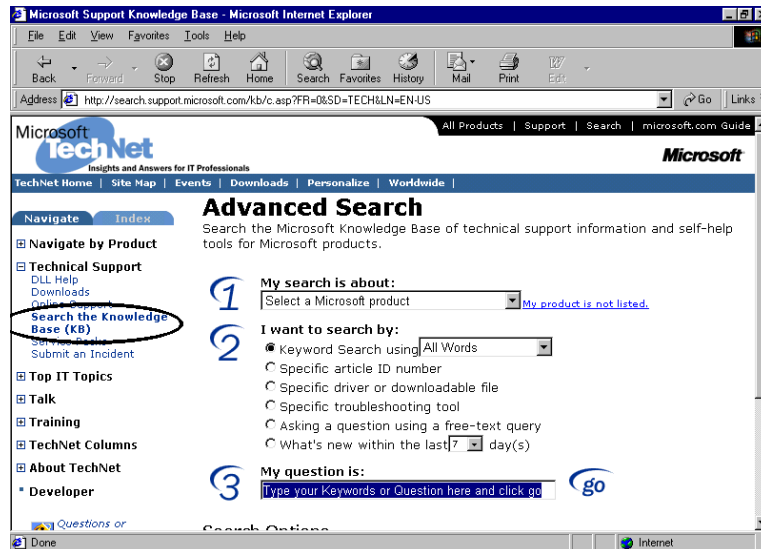 Microsoft Support Knowledge Base - Microsoft Internet Explorer
File Edit View Favorites Tools Help
Back Forward Stop Refresh Home Search Favorites History Mail Print Edit
Address http://search.support.microsoft.com/kb/c.asp?FR=0&SD=TECH&LN=EN-US Go Links
All Products | Support | Search | microsoft.com Guide
Microsoft
TechNet
Insights and Answers for IT Professionals
Microsoft
TechNet Home | Site Map | Events | Downloads | Personalize | Worldwide |
Navigate Index
Navigate by Product
Technical Support
DLL Help
Downloads
Online Support
Search the Knowledge
Base (KB)
Service Packs
Submit an Incident
Top IT Topics
Talk
Training
TechNet Columns
About TechNet
Developer
Questions or
Advanced Search
Search the Microsoft Knowledge Base of technical support information and self-help
tools for Microsoft products.
1
My search is about:
Select a Microsoft product My product is not listed.
2
I want to search by:
Keyword Search using All Words
Specific article ID number
Specific driver or downloadable file
Specific troubleshooting tool
Asking a question using a free-text query
What's new within the last 7 day(s)
3
My question is:
Type your Keywords or Question here and click go
go
Search Options
Done Internet